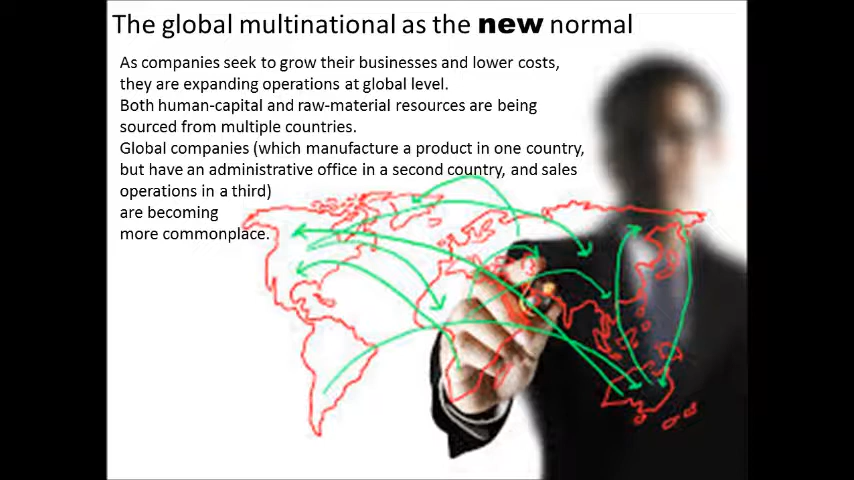 The global multinational as the new normal
As companies seek to grow their businesses and lower costs,
they are expanding operations at global level.
Both human-capital and raw-material resources are being
sourced from multiple countries.
Global companies (which manufacture a product in one country,
but have an administrative office in a second country, and sales
operations in a third)
are becoming
more commonplace.